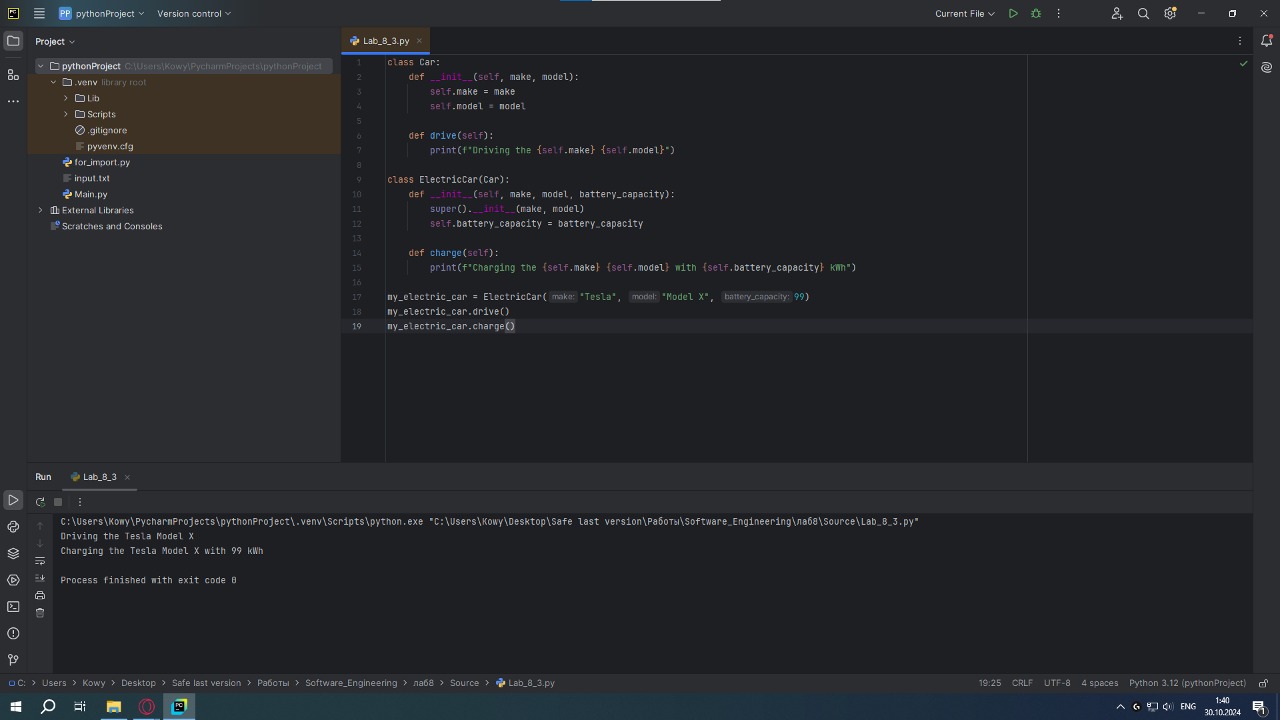 PC
PP pythonProject
Version control
Current File
Project
Lab_8_3.py
pythonProject C:\Users\Kowy\PycharmProjects\pythonProject
.venv library root
Lib
Scripts
.gitignore
pyvenv.cfg
for_import.py
input.txt
Main.py
External Libraries
Scratches and Consoles
1 class Car:
2 def __init__(self, make, model):
3 self.make = make
4 self.model = model
5
6 def drive(self):
7 print(f"Driving the {self.make} {self.model}")
8
9 class ElectricCar(Car):
10 def __init__(self, make, model, battery_capacity):
11 super().__init__(make, model)
12 self.battery_capacity = battery_capacity
13
14 def charge(self):
15 print(f"Charging the {self.make} {self.model} with {self.battery_capacity} kWh")
16
17 my_electric_car = ElectricCar( make: "Tesla", model: "Model X", battery_capacity: 99)
18 my_electric_car.drive()
19 my_electric_car.charge()
Run
Lab_8_3
C:\Users\Kowy\PycharmProjects\pythonProject\.venv\Scripts\python.exe "C:\Users\Kowy\Desktop\Safe last version\Работы\Software_Engineering\лаб8\Source\Lab_8_3.py"
Driving the Tesla Model X
Charging the Tesla Model X with 99 kWh
Process finished with exit code 0
C: Users Kowy Desktop Safe last version Работы Software_Engineering лаб8 Source Lab_8_3.py
19:25 CRLF UTF-8 4 spaces Python 3.12 (pythonProject)
PC
ENG
1:40
30.10.2024